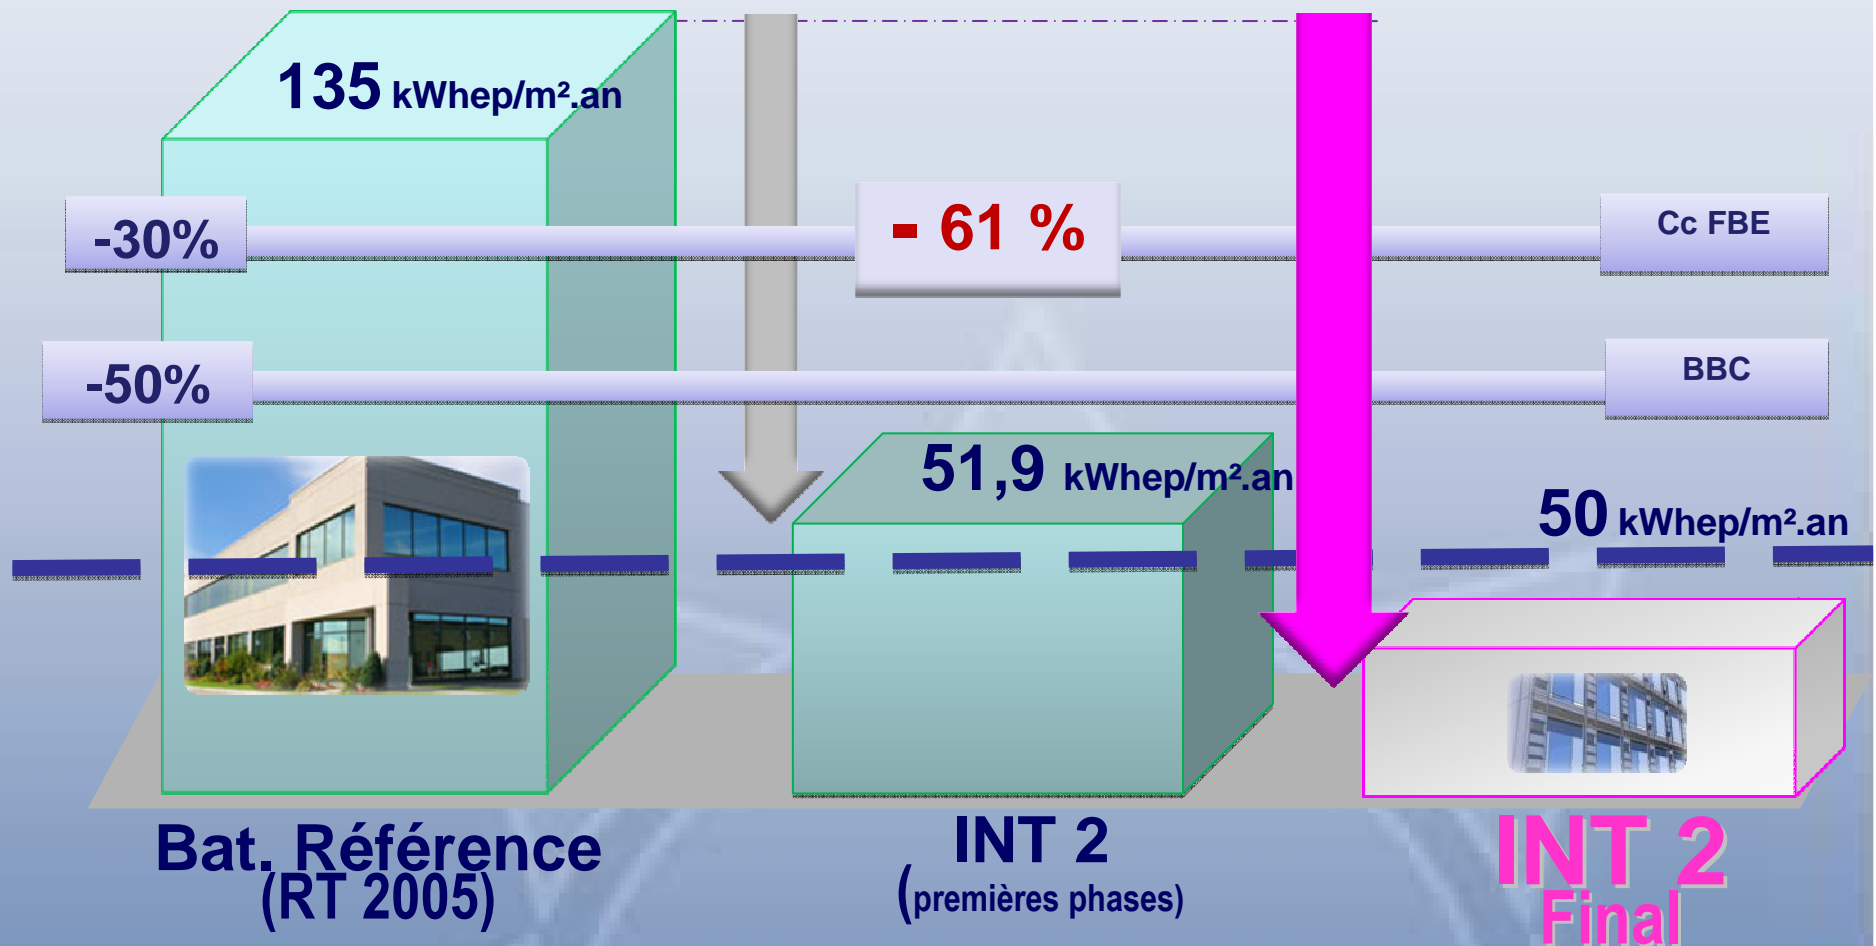 135 kWhep/m².an
-30%
- 61 %
Cc FBE
-50%
BBC
51,9 kWhep/m².an
50 kWhep/m².an
Bat. Référence
(RT 2005)
INT 2
(premières phases)
INT 2
Final